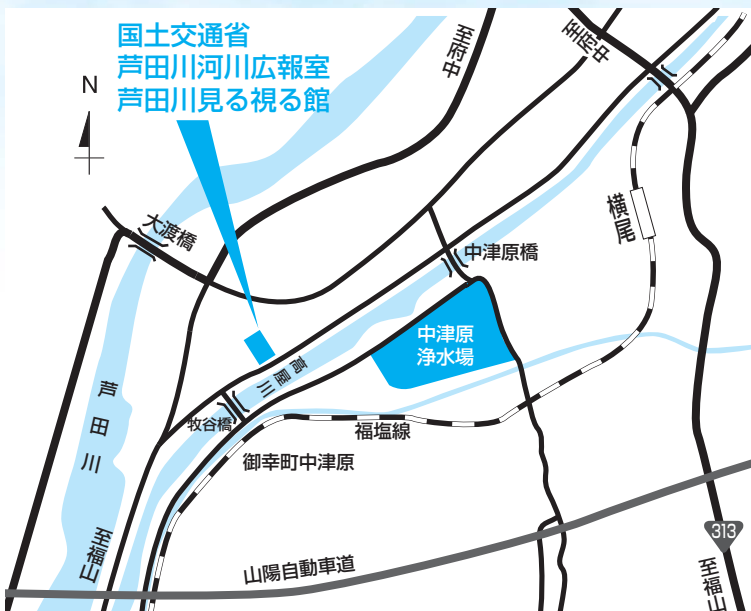 国土交通省
芦田川河川広報室
芦田川見る視る館
N
至府中
至府中
大渡橋
横尾
中津原橋
中津原
浄水場
高屋川
芦田川
牧谷橋
福塩線
御幸町中津原
至福山
山陽自動車道
313
至福山